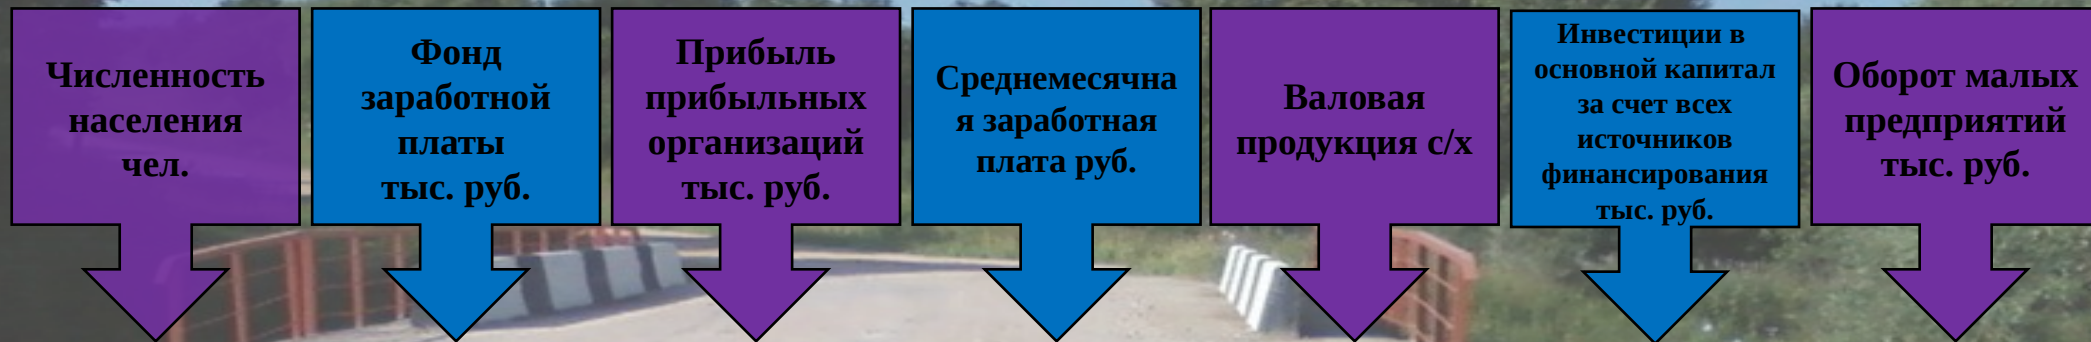 Численность
населения
чел.
Фонд
заработной
платы
тыс. руб.
Прибыль
прибыльных
организаций
тыс. руб.
Среднемесячна
я заработная
плата руб.
Валовая
продукция с/х
Инвестиции в
основной капитал
за счет всех
источников
финансирования
тыс. руб.
Оборот малых
предприятий
тыс. руб.